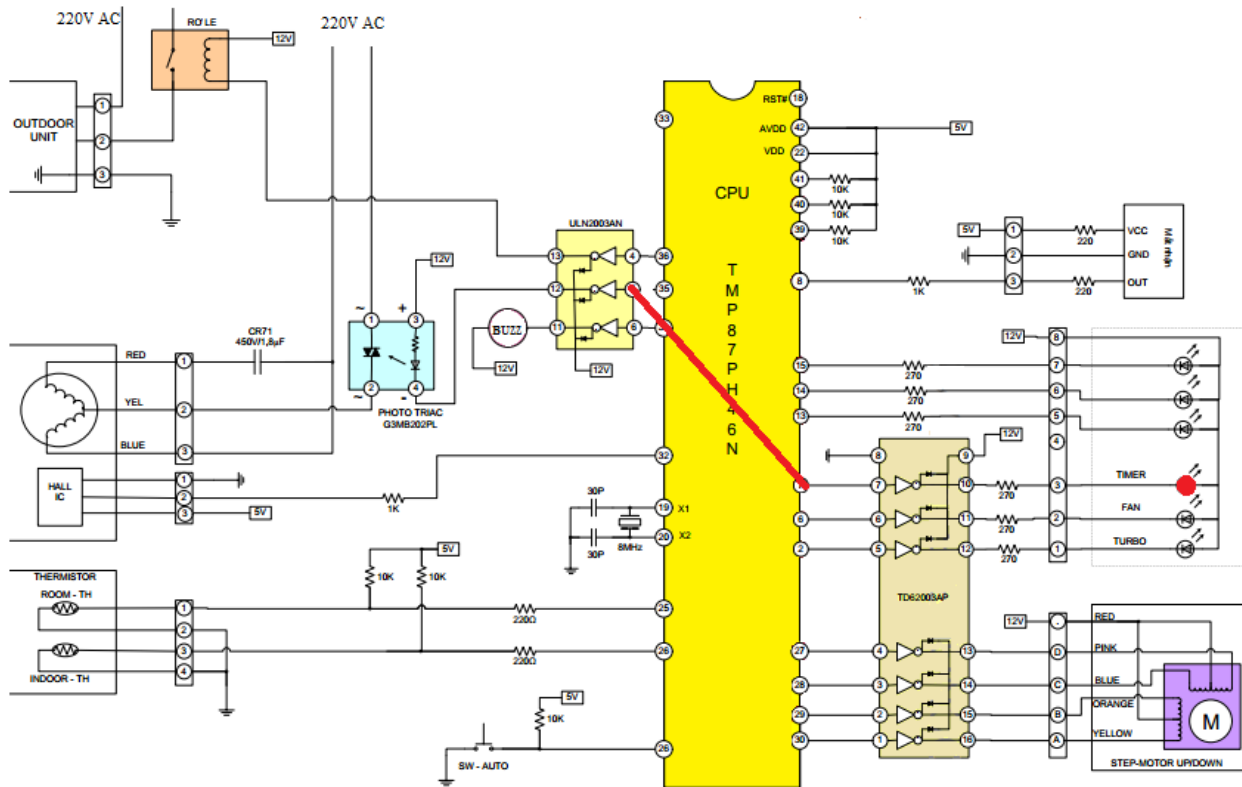 220V AC
RƠLE
220V AC
12V
OUTDOOR
UNIT
1
2
3
33
CPU
TMP87PH46N
RST#
18
AVDD
42
5V
VDD
22
41
10K
40
10K
39
10K
ULN2003AN
13
4
36
12
35
11
6
BUZZ
12V
12V
12V
~
+
1
3
2
4
~
-
PHOTO TRIAC
G3MB202PL
CR71
450V/1,8µF
RED
1
YEL
2
BLUE
3
HALL
IC
1
2
3
5V
1K
32
30P
30P
8MHz
19
X1
20
X2
THERMISTOR
ROOM - TH
INDOOR - TH
1
2
3
4
5V
10K
10K
220Ω
25
220Ω
26
5V
10K
SW - AUTO
26
8
1K
5V
1
2
3
220
220
VCC
GND
OUT
15
270
14
270
13
270
12V
8
7
6
5
4
3
2
1
TIMER
FAN
TURBO
8
9
12V
7
10
270
6
6
11
270
2
5
12
270
TD62003AP
27
4
13
28
3
14
29
2
15
30
1
16
12V
.
D
C
B
A
RED
PINK
BLUE
ORANGE
YELLOW
M
STEP-MOTOR UP/DOWN